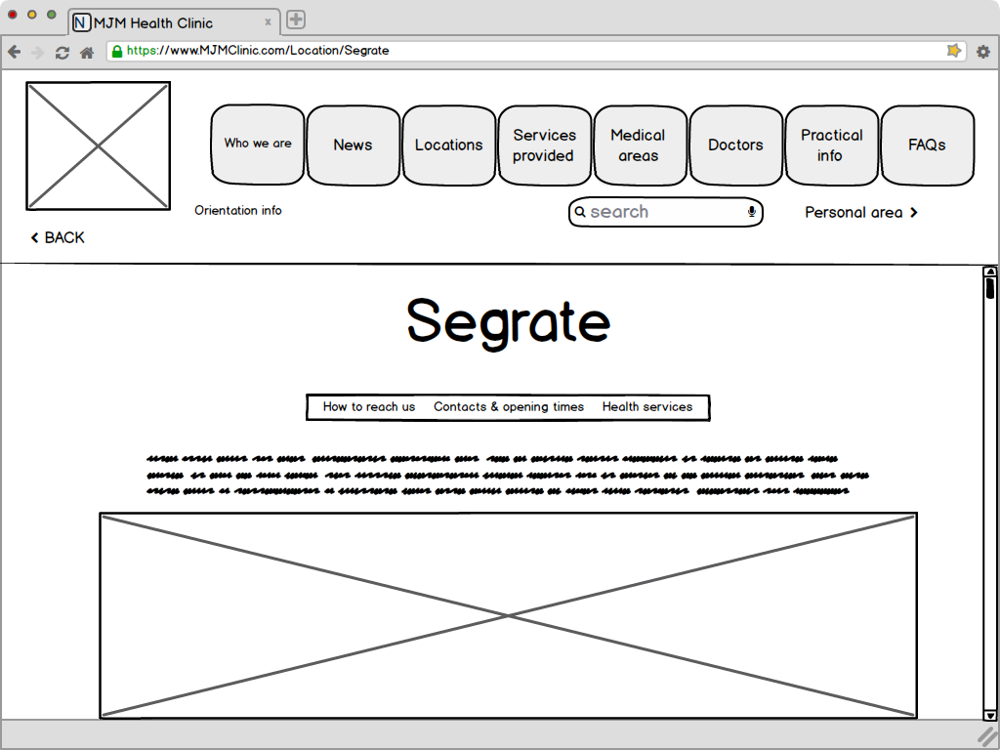 N MJM Health Clinic x
https://www.MJMClinic.com/Location/Segrate
Who we are
News
Locations
Services
provided
Medical
areas
Doctors
Practical
info
FAQs
Orientation info
search
Personal area
BACK
Segrate
How to reach us Contacts & opening times Health services